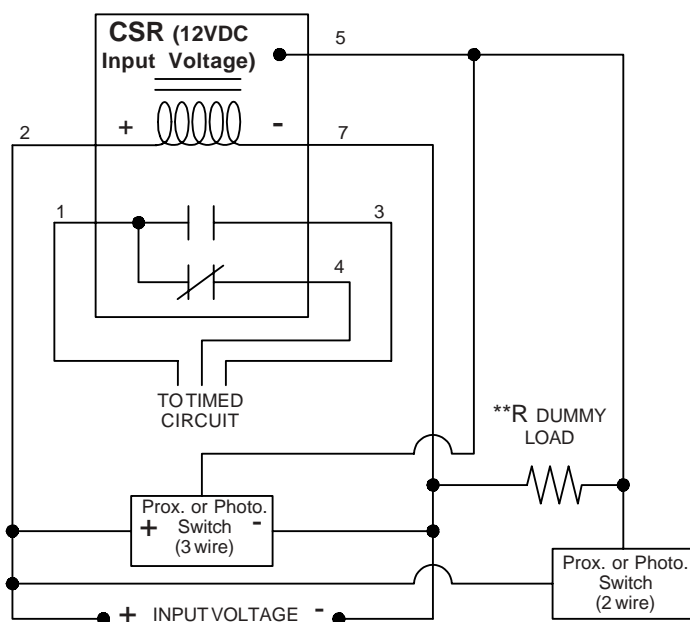 CSR (12VDC
Input Voltage)
5
2
+
-
7
1
3
4
TO TIMED
CIRCUIT
**R DUMMY
LOAD
Prox. or Photo.
+ Switch -
(3 wire)
Prox. or Photo.
Switch
(2 wire)
+ INPUT VOLTAGE -